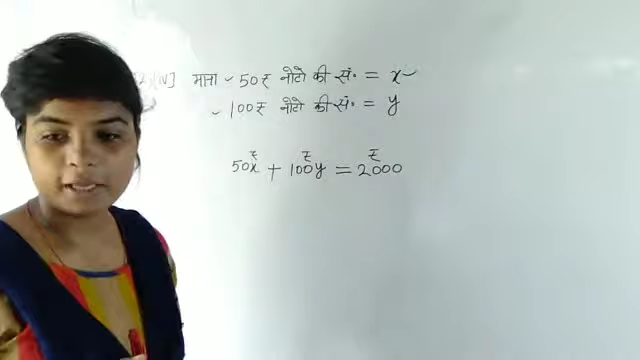 माना ✓ 50₹ नोटो की सं. = x
✓ 100₹ नोटो की सं. = y
50x₹ + 100y₹ = 2000₹